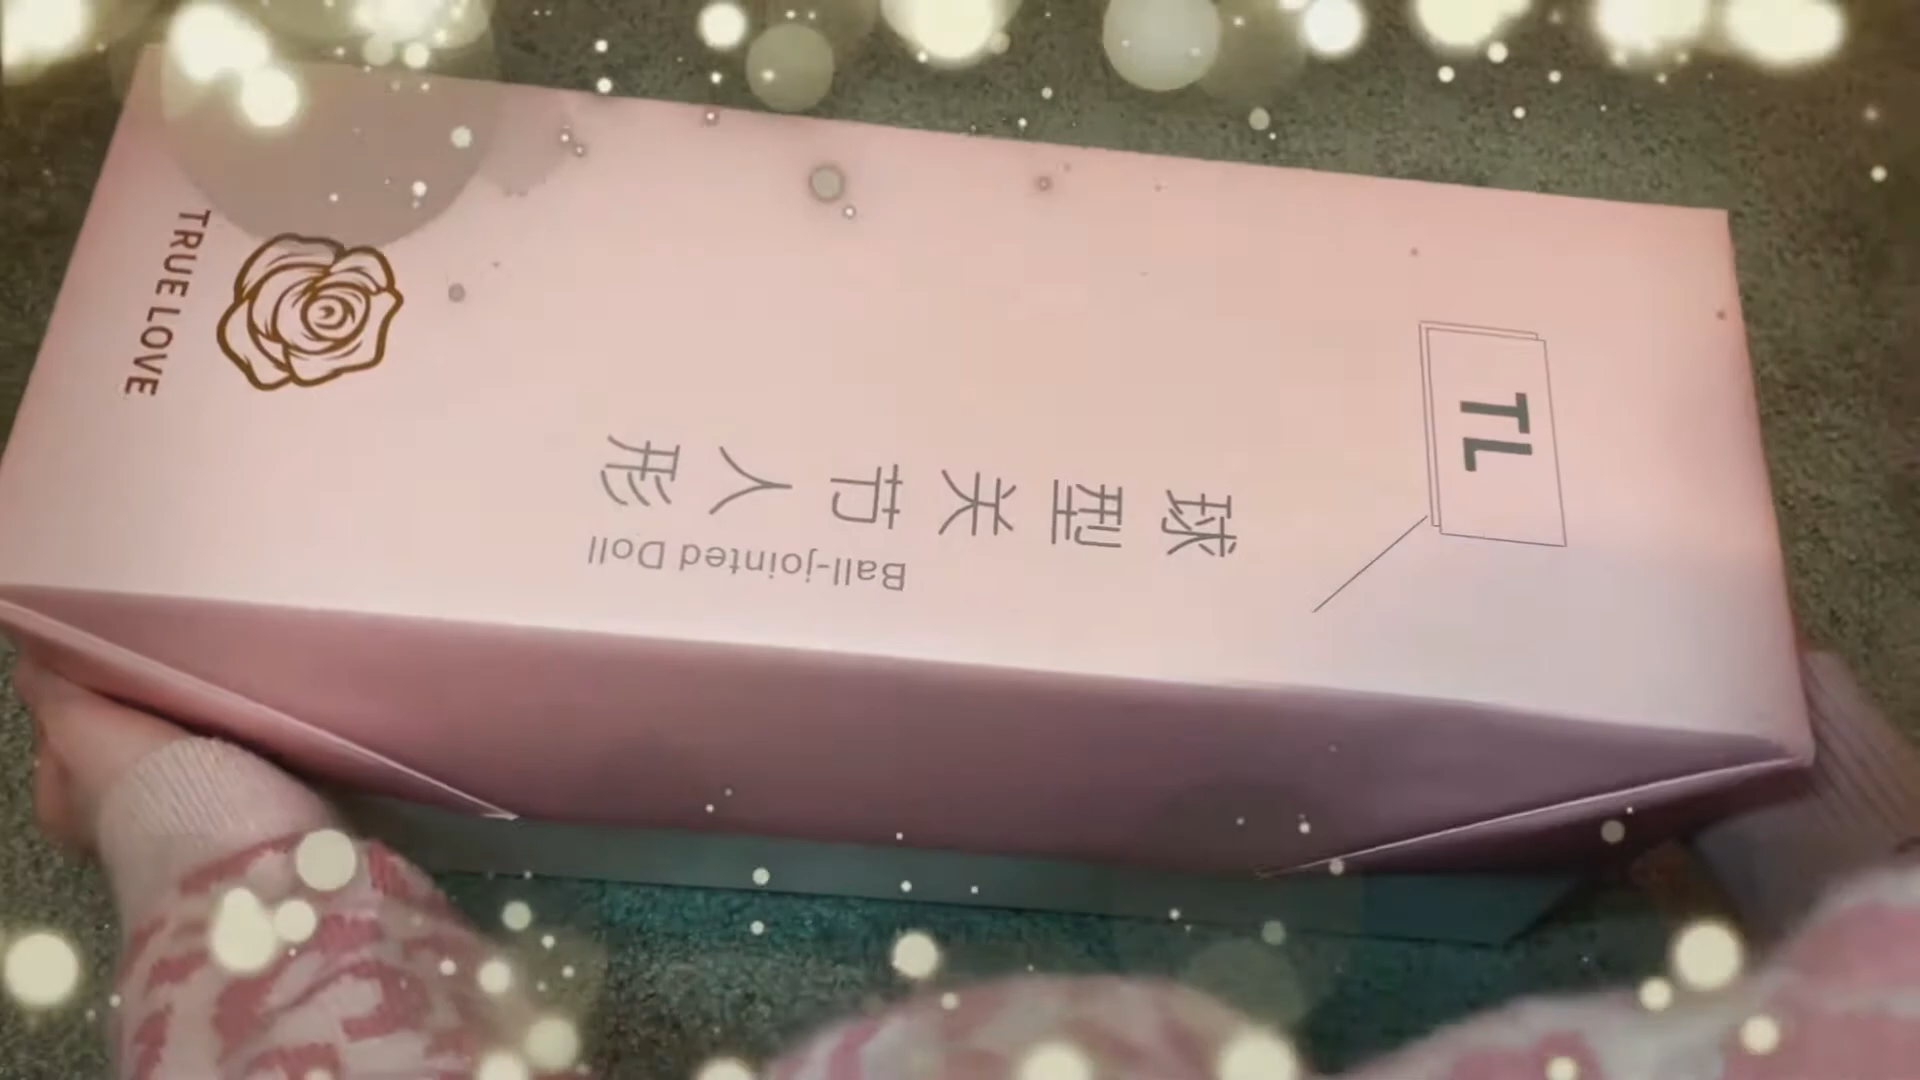 TL
球型关节人形
Ball-jointed Doll
TRUE LOVE